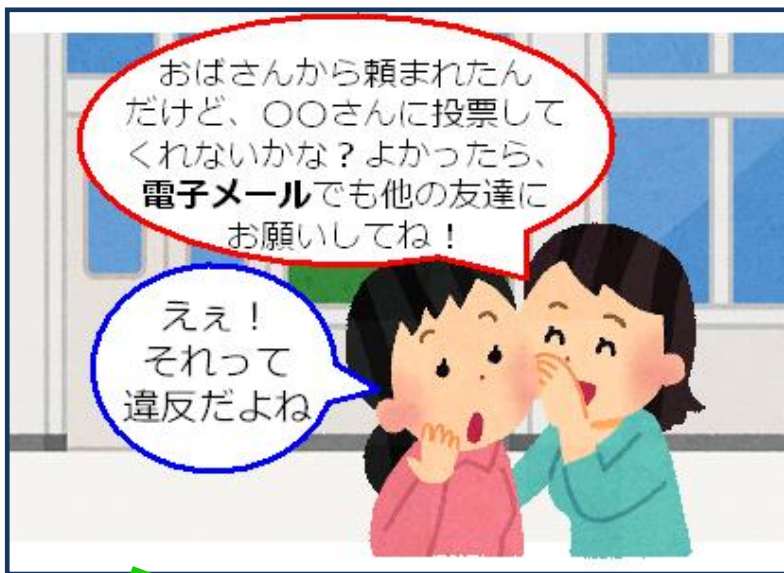 おばさんから頼まれたん
だけど、〇〇さんに投票して
くれないかな？よかったら、
電子メールでも他の友達に
お願いしてね！
えぇ！
それって
違反だよね